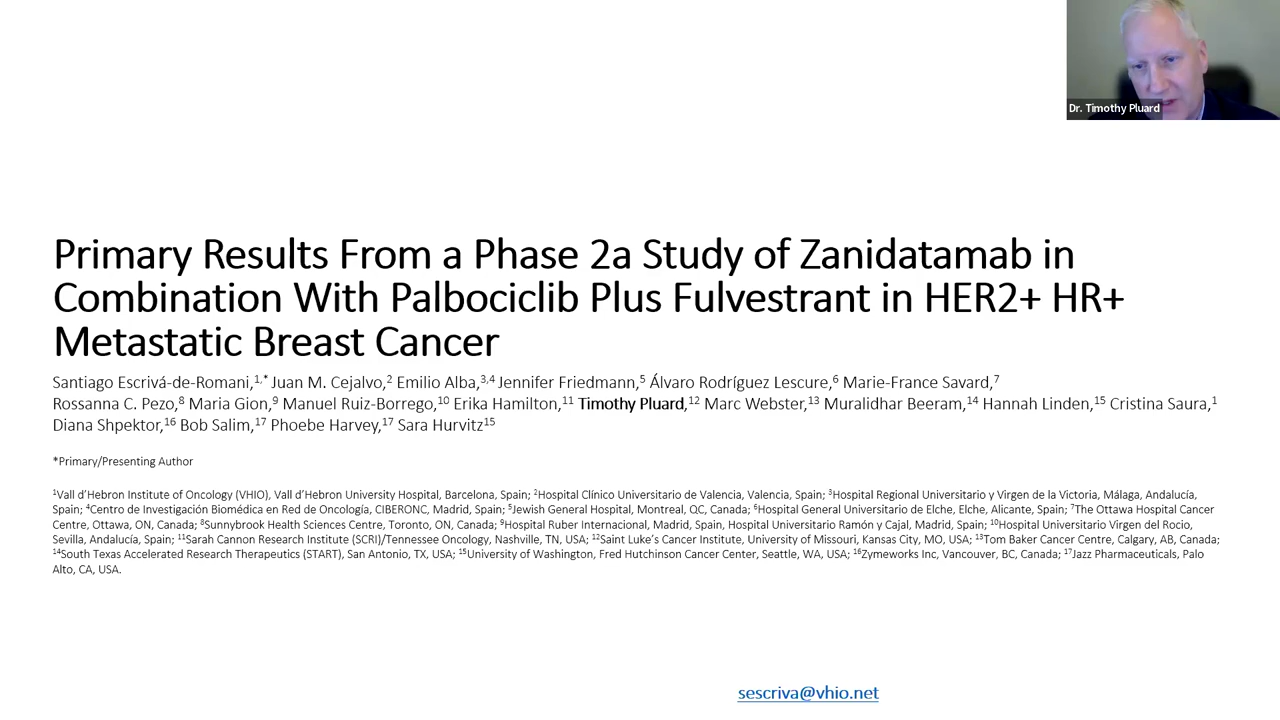 Dr. Timothy Pluard
Primary Results From a Phase 2a Study of Zanidatamab in
Combination With Palbociclib Plus Fulvestrant in HER2+ HR+
Metastatic Breast Cancer
Santiago Escrivá-de-Romani,1,* Juan M. Cejalvo,2 Emilio Alba,3,4 Jennifer Friedmann,5 Álvaro Rodríguez Lescure,6 Marie-France Savard,7
Rossanna C. Pezo,8 Maria Gion,9 Manuel Ruiz-Borrego,10 Erika Hamilton,11 Timothy Pluard,12 Marc Webster,13 Muralidhar Beeram,14 Hannah Linden,15 Cristina Saura,1
Diana Shpektor,16 Bob Salim,17 Phoebe Harvey,17 Sara Hurvitz15
*Primary/Presenting Author
1Vall d'Hebron Institute of Oncology (VHIO), Vall d'Hebron University Hospital, Barcelona, Spain; 2Hospital Clínico Universitario de Valencia, Valencia, Spain; 3Hospital Regional Universitario y Virgen de la Victoria, Málaga, Andalucía,
Spain; 4Centro de Investigación Biomédica en Red de Oncología, CIBERONC, Madrid, Spain; 5Jewish General Hospital, Montreal, QC, Canada; 6Hospital General Universitario de Elche, Elche, Alicante, Spain; 7The Ottawa Hospital Cancer
Centre, Ottawa, ON, Canada; 8Sunnybrook Health Sciences Centre, Toronto, ON, Canada; 9Hospital Ruber Internacional, Madrid, Spain, Hospital Universitario Ramón y Cajal, Madrid, Spain; 10Hospital Universitario Virgen del Rocio,
Sevilla, Andalucía, Spain; 11Sarah Cannon Research Institute (SCRI)/Tennessee Oncology, Nashville, TN, USA; 12Saint Luke's Cancer Institute, University of Missouri, Kansas City, MO, USA; 13Tom Baker Cancer Centre, Calgary, AB, Canada;
14South Texas Accelerated Research Therapeutics (START), San Antonio, TX, USA; 15University of Washington, Fred Hutchinson Cancer Center, Seattle, WA, USA; 16Zymeworks Inc, Vancouver, BC, Canada; 17Jazz Pharmaceuticals, Palo
Alto, CA, USA.
sescriva@vhio.net